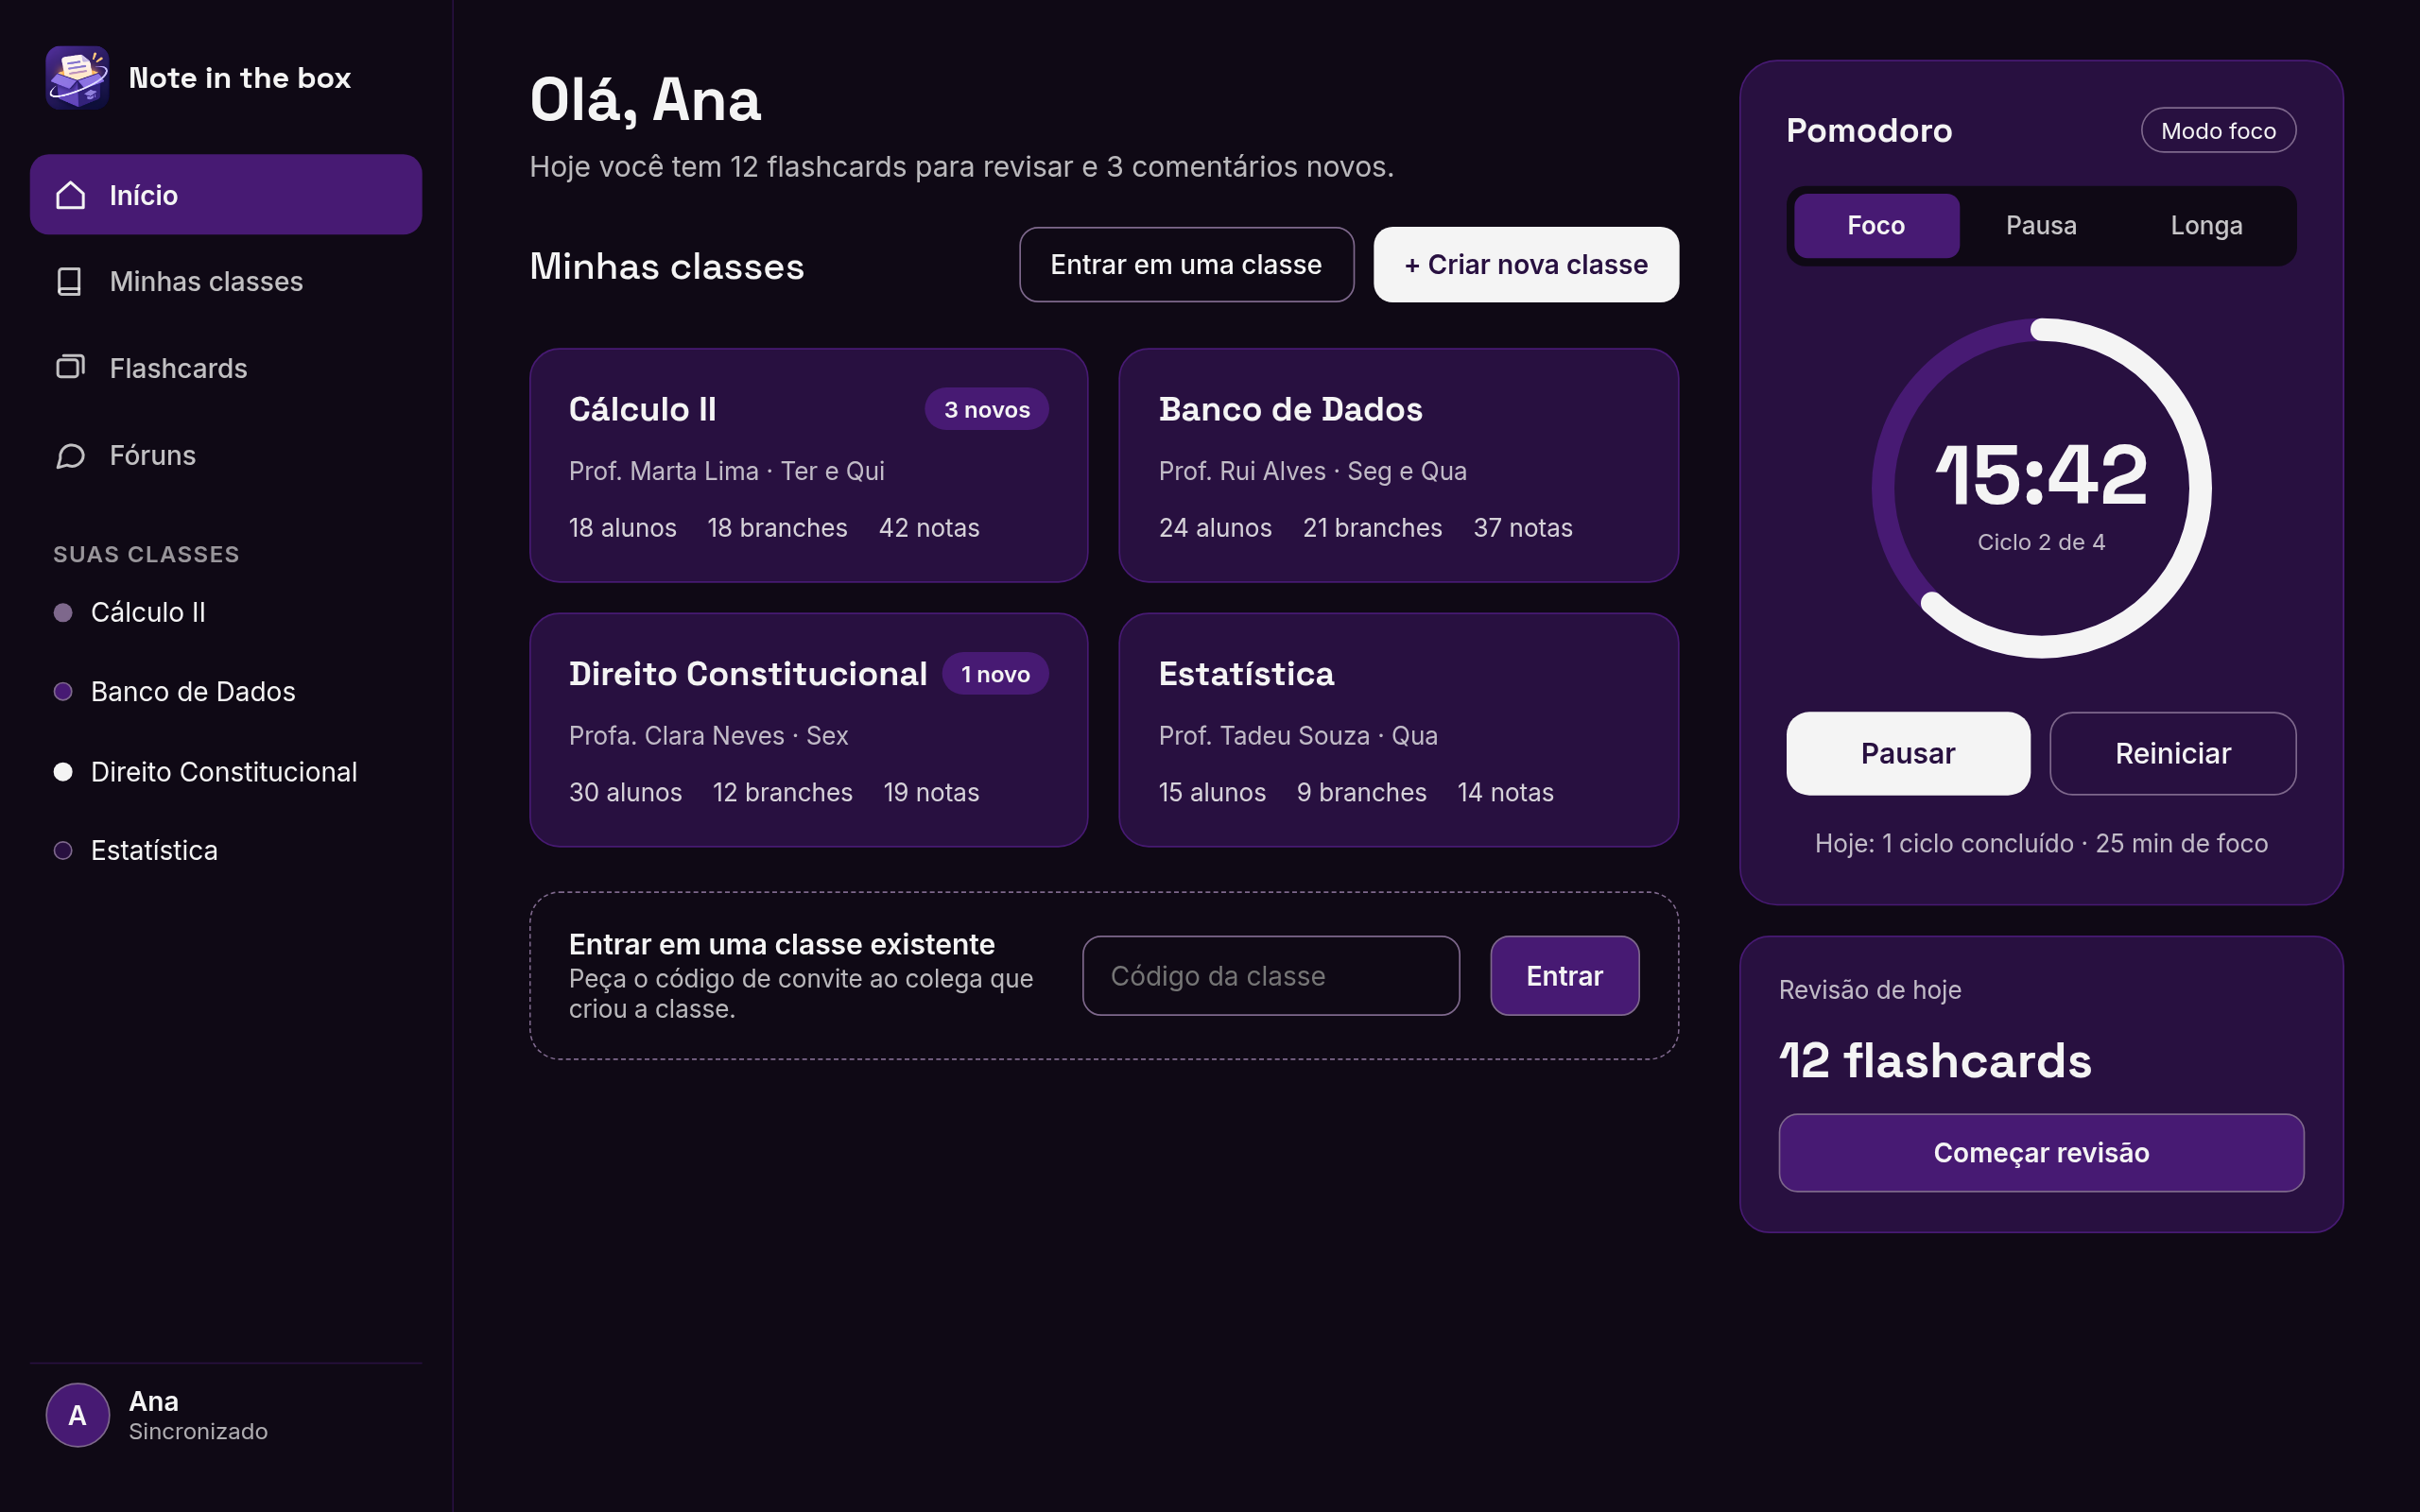 Note in the box
Início
Minhas classes
Flashcards
Fóruns
SUAS CLASSES
Cálculo II
Banco de Dados
Direito Constitucional
Estatística
A
Ana
Sincronizado
Olá, Ana
Hoje você tem 12 flashcards para revisar e 3 comentários novos.
Minhas classes
Entrar em uma classe
+ Criar nova classe
Cálculo II
3 novos
Prof. Marta Lima · Ter e Qui
18 alunos 18 branches 42 notas
Banco de Dados
Prof. Rui Alves · Seg e Qua
24 alunos 21 branches 37 notas
Direito Constitucional
1 novo
Profa. Clara Neves · Sex
30 alunos 12 branches 19 notas
Estatística
Prof. Tadeu Souza · Qua
15 alunos 9 branches 14 notas
Entrar em uma classe existente
Peça o código de convite ao colega que
criou a classe.
Código da classe
Entrar
Pomodoro
Modo foco
Foco Pausa Longa
15:42
Ciclo 2 de 4
Pausar
Reiniciar
Hoje: 1 ciclo concluído · 25 min de foco
Revisão de hoje
12 flashcards
Começar revisão